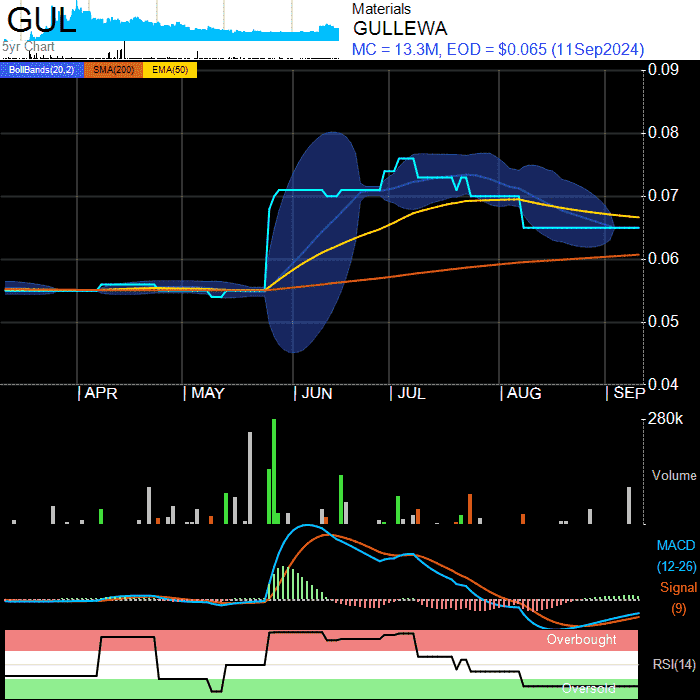 GUL
5yr Chart
Materials
GULLEWA
MC = 13.3M, EOD = $0.065 (11Sep2024)
BollBands(20,2) SMA(200) EMA(50)
0.09
0.08
0.07
0.06
0.05
0.04
| APR | MAY | JUN | JUL | AUG | SEP
280k
Volume
MACD
(12-26)
Signal
(9)
Overbought
RSI(14)
Oversold